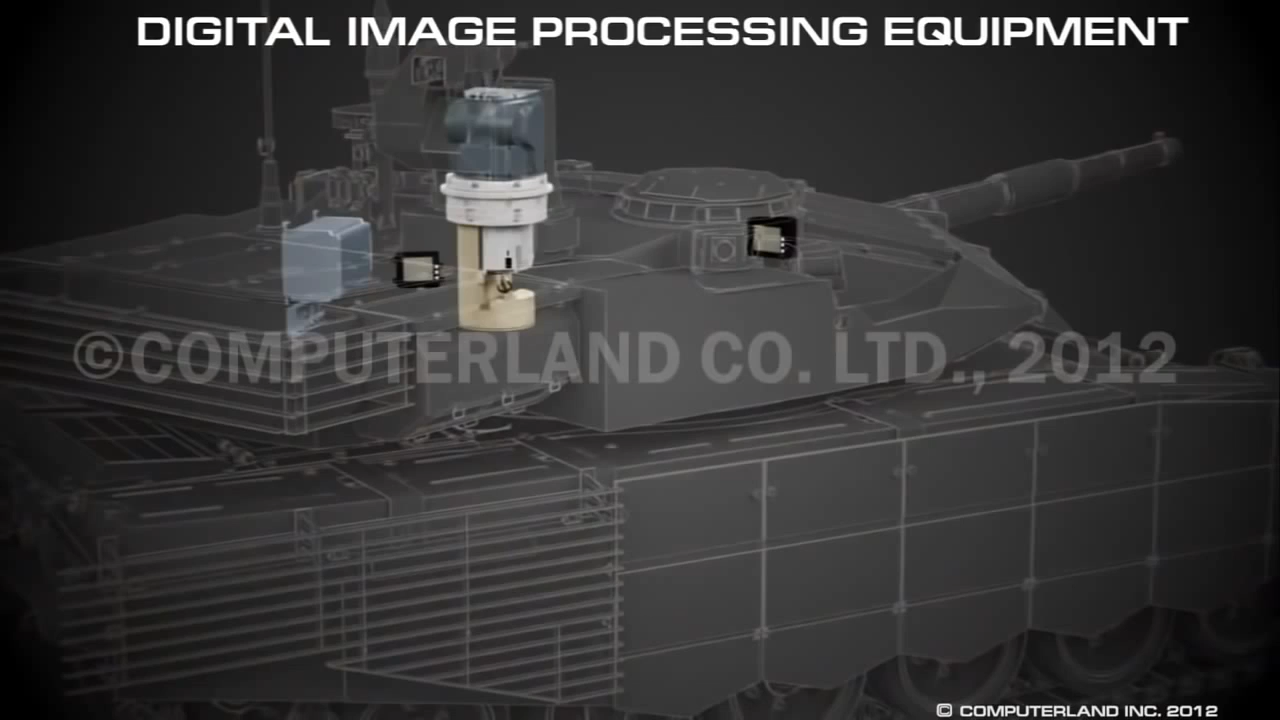 DIGITAL IMAGE PROCESSING EQUIPMENT
©COMPUTERLAND CO. LTD., 2012
© COMPUTERLAND INC. 2012